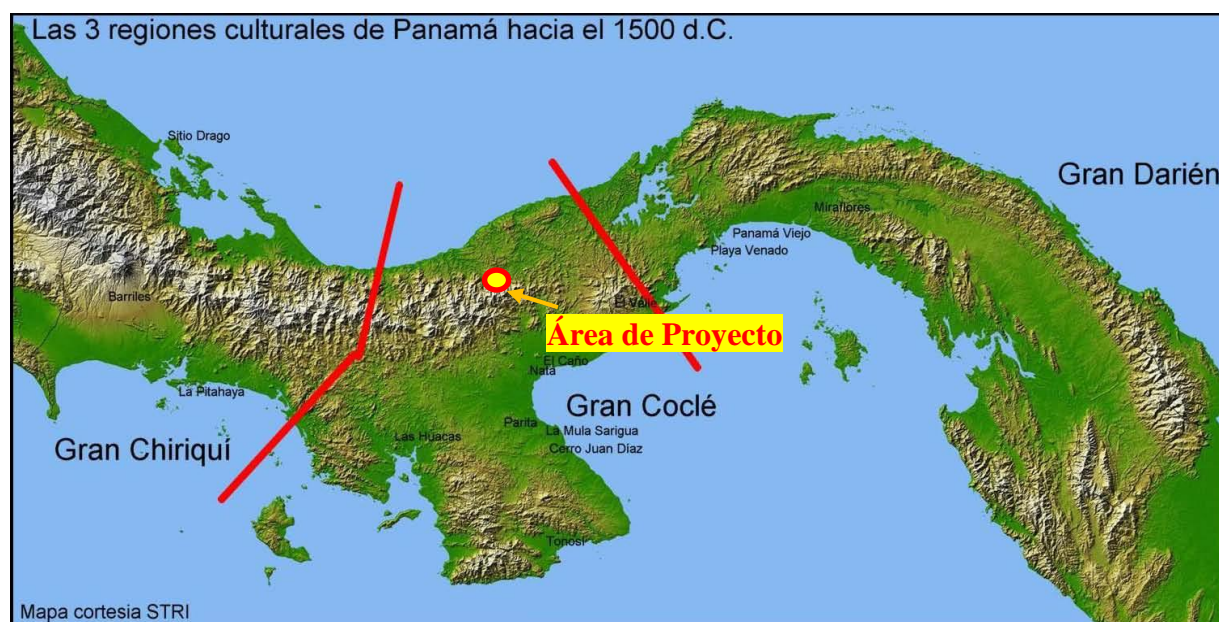 Las 3 regiones culturales de Panamá hacia el 1500 d.C.
Sitio Drago
Gran Darién
Miraflores
Panamá Viejo
Playa Venado
Barriles
El Valle
Área de Proyecto
El Caño
Natá
La Pitahaya
Gran Coclé
Parita
La Mula Sarigua
Las Huacas
Gran Chiriquí
Cerro Juan Díaz
Tonosí
Mapa cortesia STRI